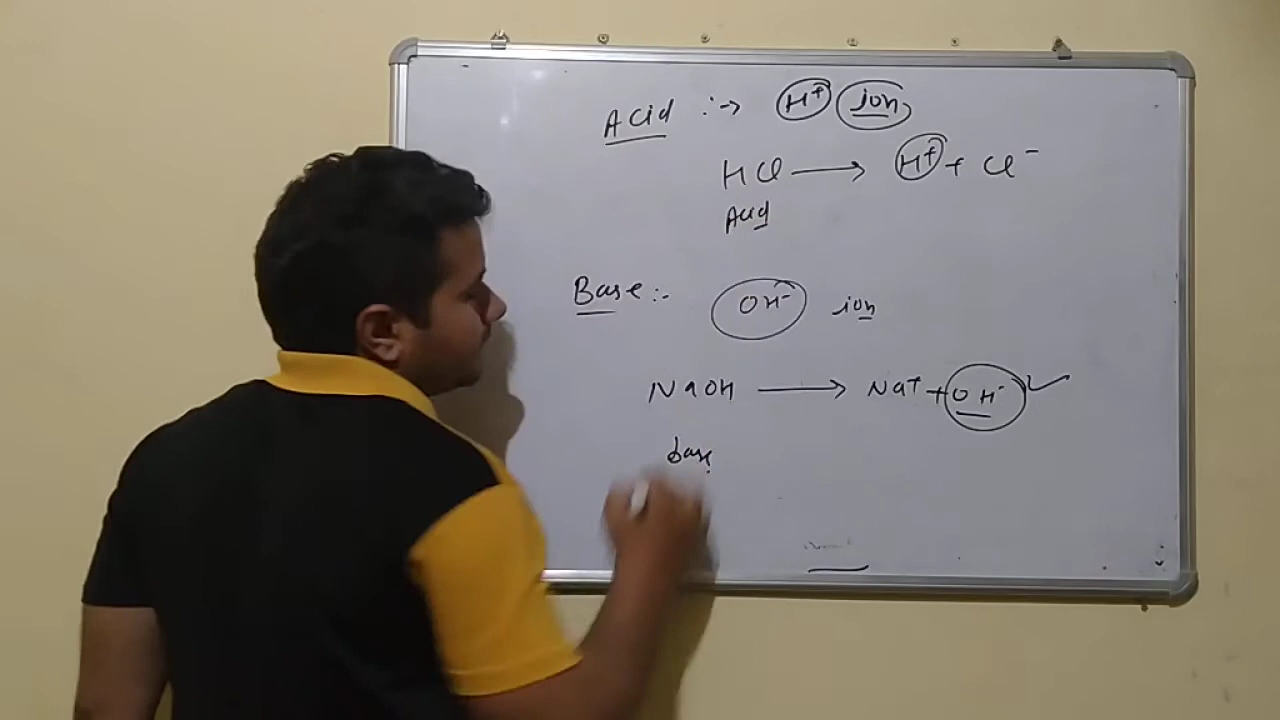 Acid :→ H⁺ ion
HCl ⟶ H⁺ + Cl⁻
Acid
Base :- OH⁻ ion
NaOH ⟶ Na⁺ + OH⁻ ✓
base